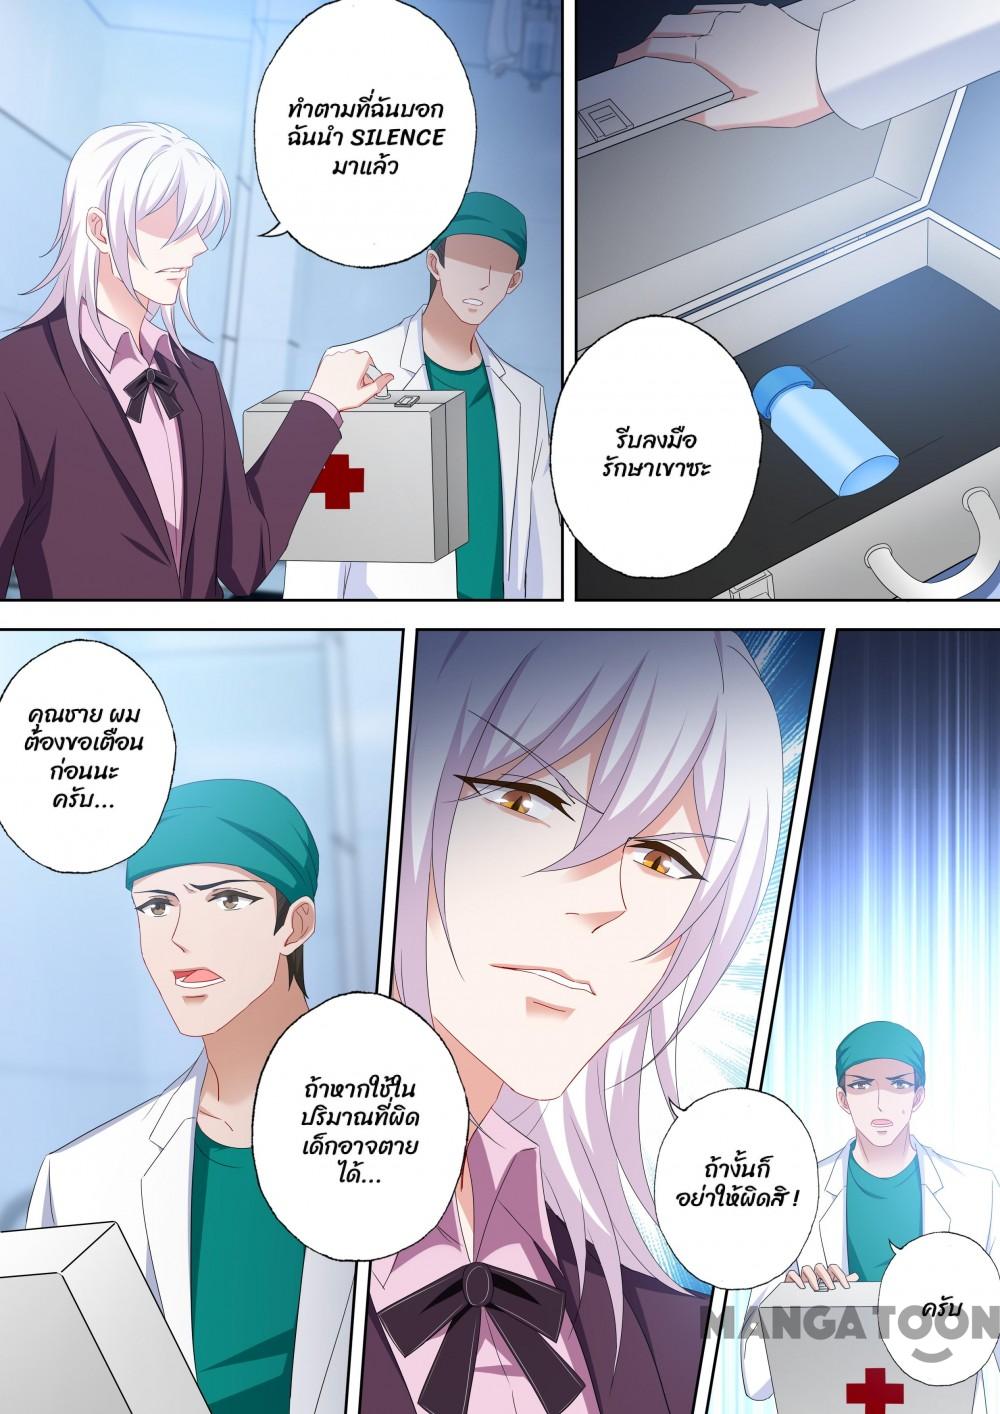 ทำตามที่ฉันบอก
ฉันนำ SILENCE
มาแล้ว
รีบลงมือ
รักษาเขาซะ
คุณชาย ผม
ต้องขอเตือน
ก่อนนะ
ครับ...
ถ้าหากใช้ใน
ปริมาณที่ผิด
เด็กอาจตาย
ได้...
ถ้างั้นก็
อย่าให้ผิดสิ !
ครับ
MANGATOON